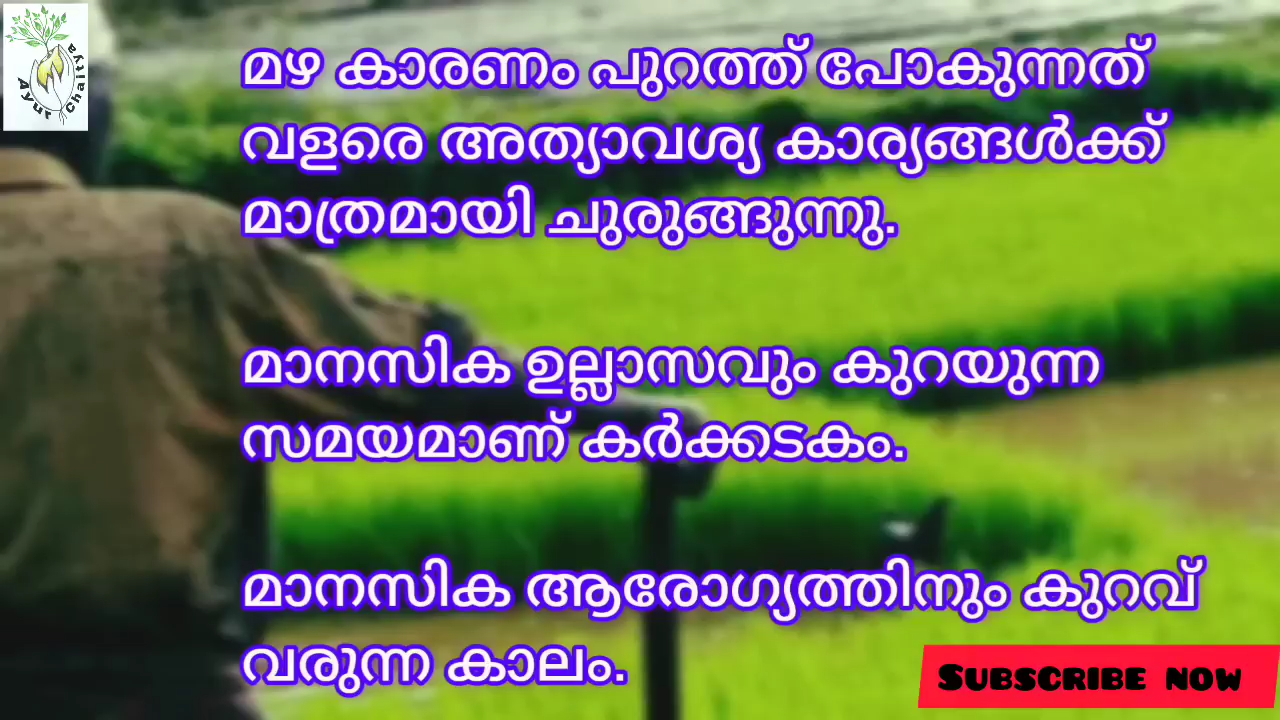 Ayur Chaitya
മഴ കാരണം പുറത്ത് പോകുന്നത്
വളരെ അത്യാവശ്യ കാര്യങ്ങൾക്ക്
മാത്രമായി ചുരുങ്ങുന്നു.
മാനസിക ഉല്ലാസവും കുറയുന്ന
സമയമാണ് കർക്കടകം.
മാനസിക ആരോഗ്യത്തിനും കുറവ്
വരുന്ന കാലം.
SUBSCRIBE NOW